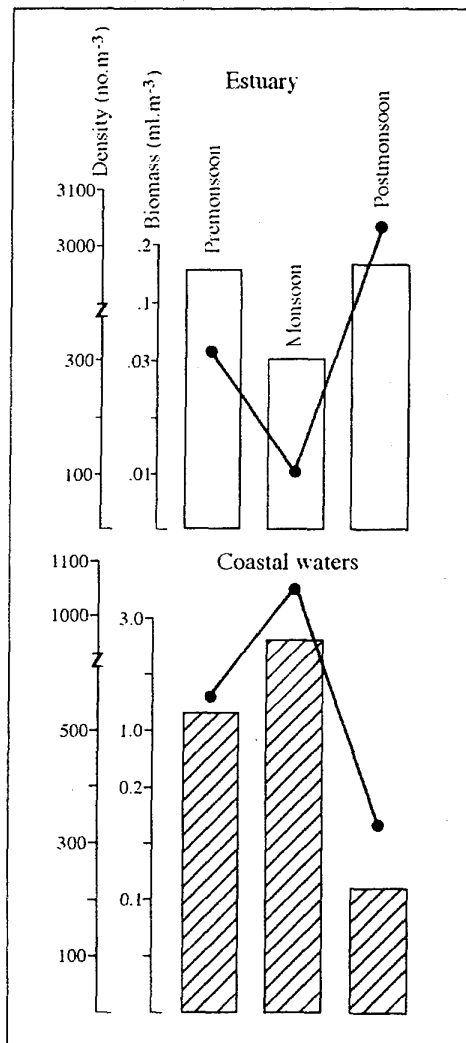 Estuary
Density (no.m-3)
Biomass (ml.m-3)
Premonsoon
Monsoon
Postmonsoon
3100
3000
300
100
.2
.1
.03
.01
Coastal waters
1100
1000
500
300
100
3.0
1.0
0.2
0.1